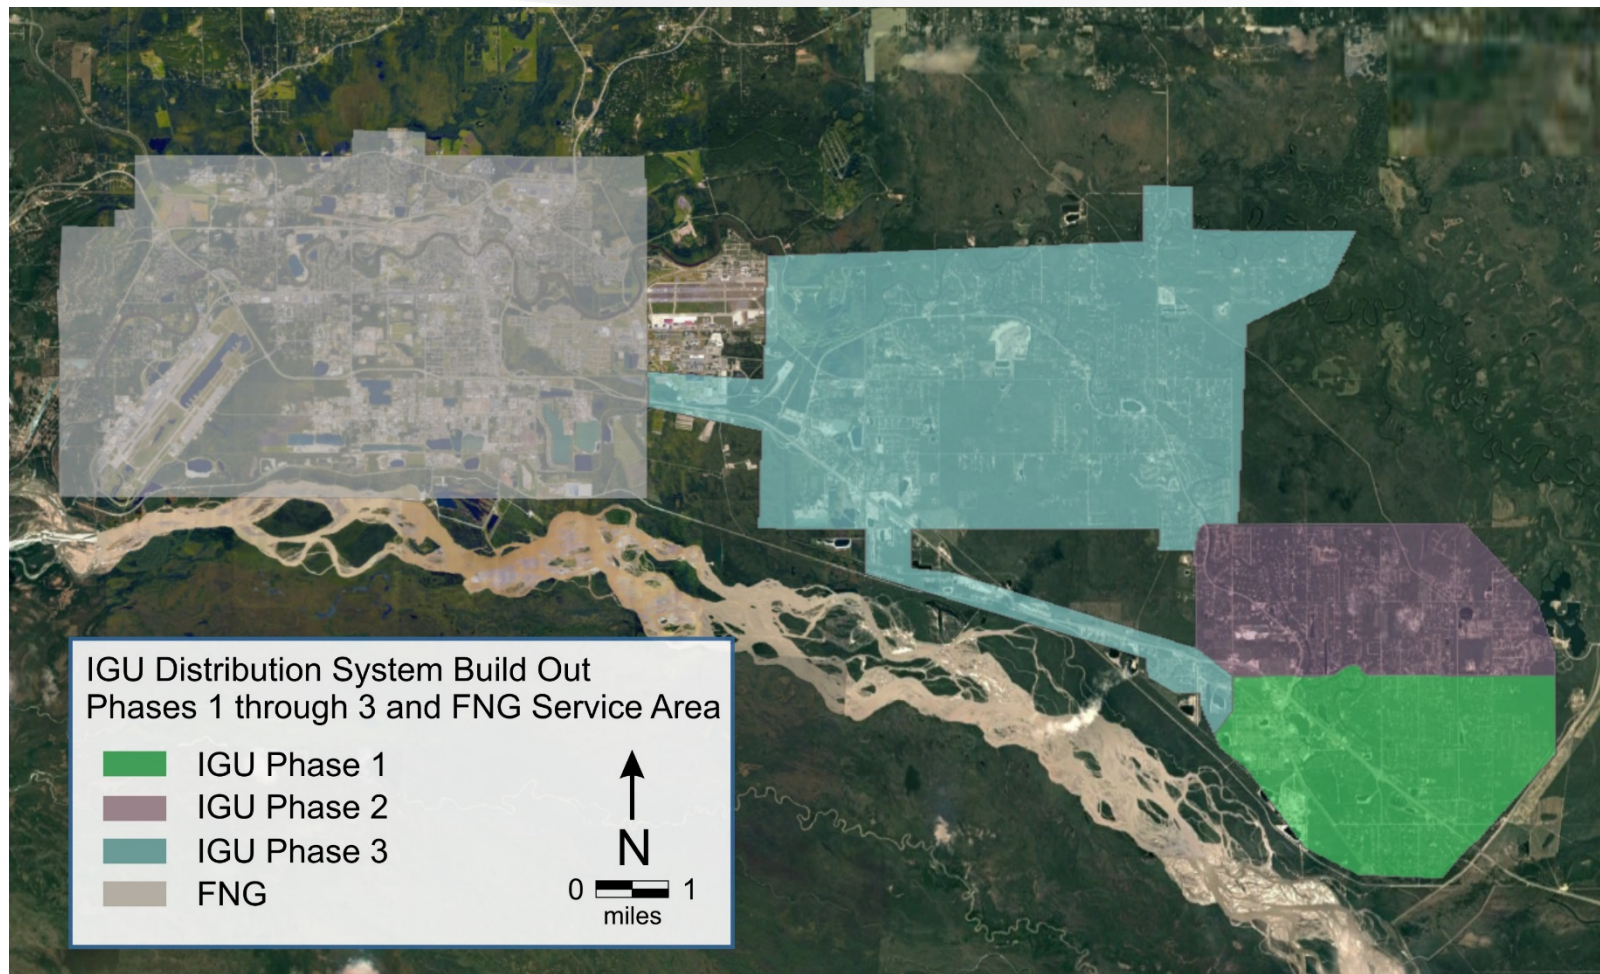 IGU Distribution System Build Out
Phases 1 through 3 and FNG Service Area
IGU Phase 1
IGU Phase 2
IGU Phase 3
FNG
N
0 1
miles